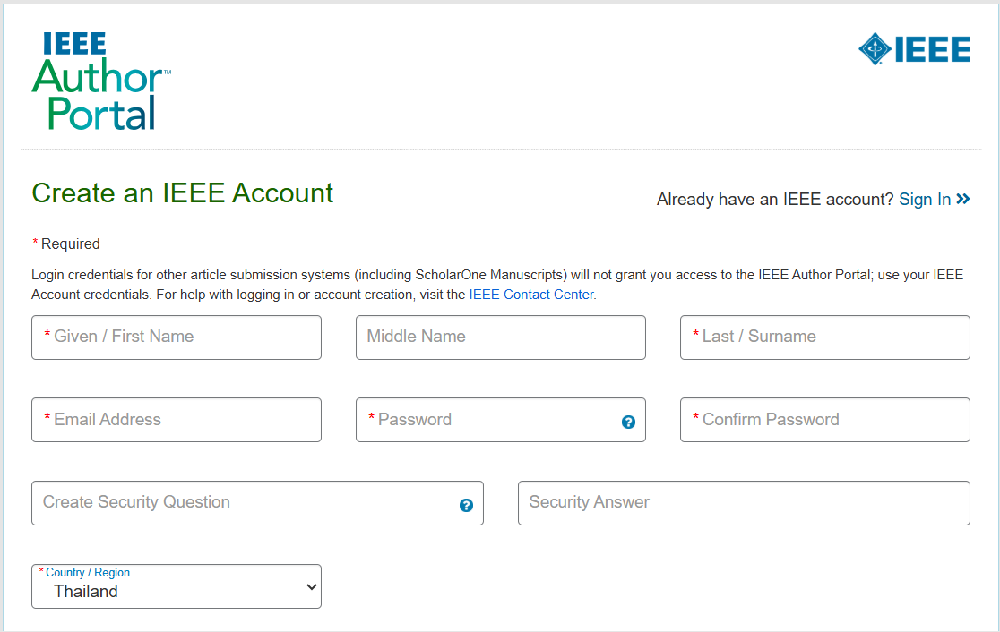 IEEE
Author™
Portal
IEEE
Create an IEEE Account
Already have an IEEE account? Sign In »
* Required
Login credentials for other article submission systems (including ScholarOne Manuscripts) will not grant you access to the IEEE Author Portal; use your IEEE
Account credentials. For help with logging in or account creation, visit the IEEE Contact Center.
* Given / First Name
Middle Name
* Last / Surname
* Email Address
* Password ?
* Confirm Password
Create Security Question ?
Security Answer
* Country / Region
Thailand